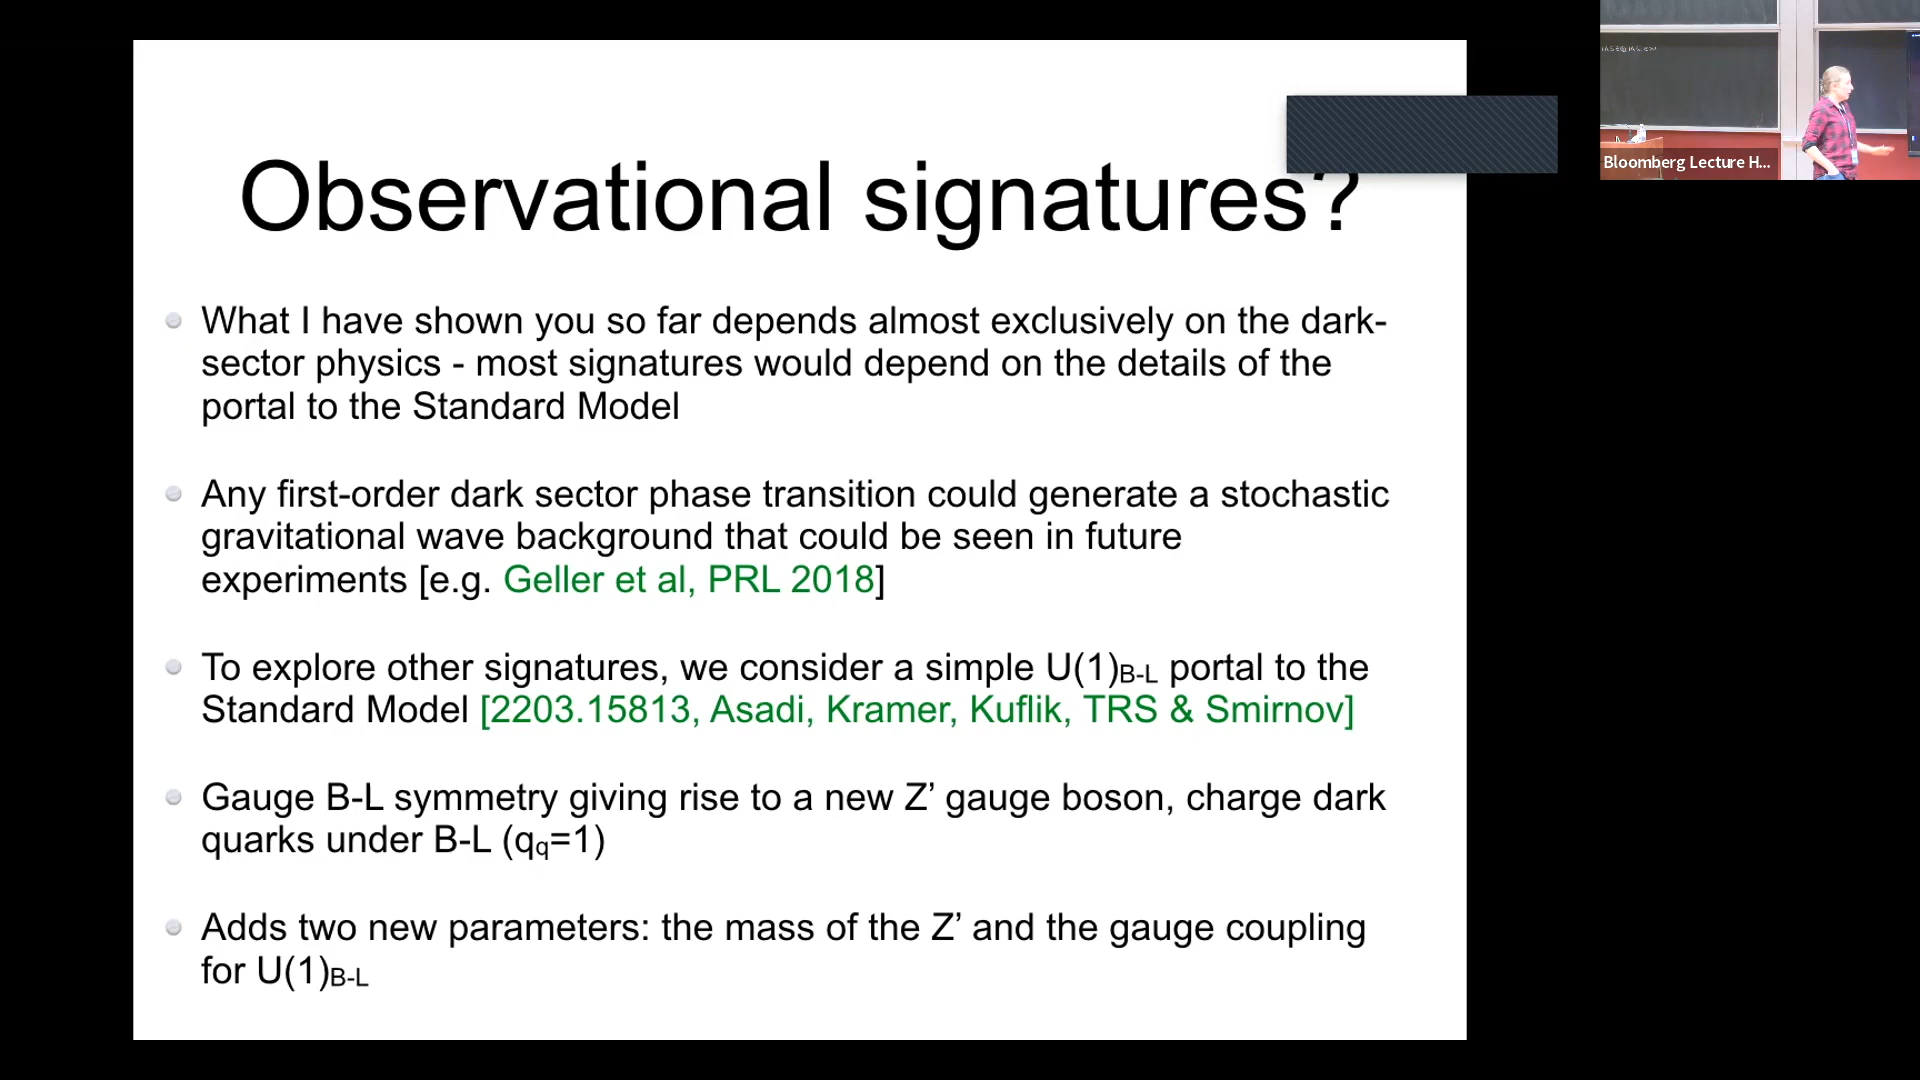 Observational signatures?
What I have shown you so far depends almost exclusively on the dark-
sector physics - most signatures would depend on the details of the
portal to the Standard Model
Any first-order dark sector phase transition could generate a stochastic
gravitational wave background that could be seen in future
experiments [e.g. Geller et al, PRL 2018]
To explore other signatures, we consider a simple U(1)B-L portal to the
Standard Model [2203.15813, Asadi, Kramer, Kuflik, TRS & Smirnov]
Gauge B-L symmetry giving rise to a new Z’ gauge boson, charge dark
quarks under B-L (qq=1)
Adds two new parameters: the mass of the Z’ and the gauge coupling
for U(1)B-L
Bloomberg Lecture H...